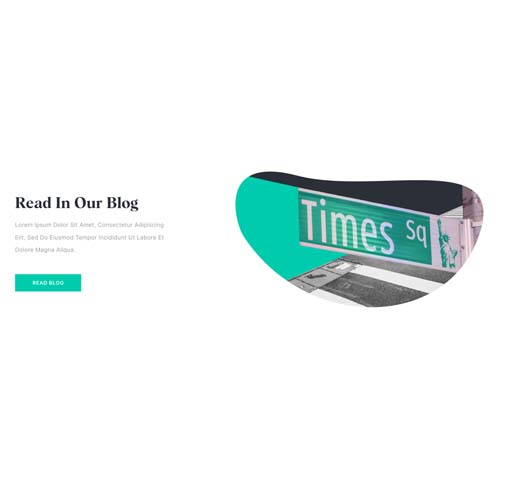 Read In Our Blog
Lorem Ipsum Dolor Sit Amet, Consectetur Adipiscing
Elit, Sed Do Eiusmod Tempor Incididunt Ut Labore Et
Dolore Magna Aliqua.
READ BLOG
Times Sq